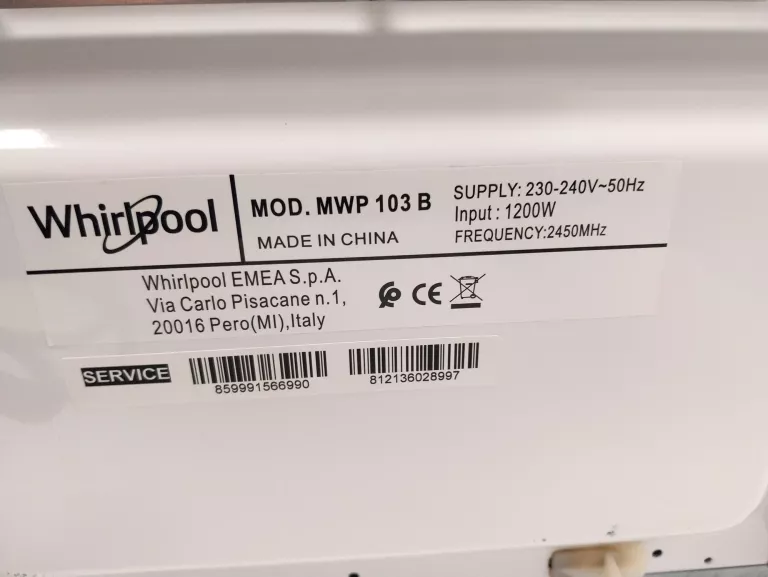 Whirlpool
MOD. MWP 103 B
MADE IN CHINA
SUPPLY: 230-240V~50Hz
Input : 1200W
FREQUENCY:2450MHz
Whirlpool EMEA S.p.A.
Via Carlo Pisacane n.1,
20016 Pero(MI),Italy
CE
SERVICE
859991566990
812136028997